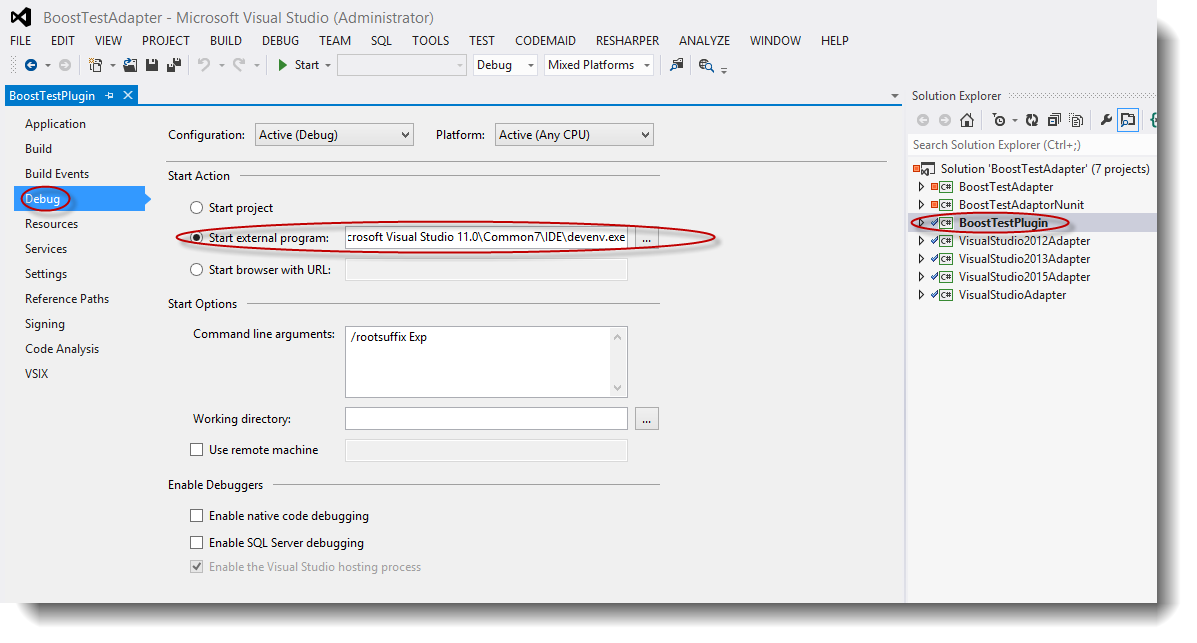 BoostTestAdapter - Microsoft Visual Studio (Administrator)
FILE EDIT VIEW PROJECT BUILD DEBUG TEAM SQL TOOLS TEST CODEMAID RESHARPER ANALYZE WINDOW HELP
Start Debug Mixed Platforms
BoostTestPlugin
Application
Build
Build Events
Debug
Resources
Services
Settings
Reference Paths
Signing
Code Analysis
VSIX
Configuration: Active (Debug) Platform: Active (Any CPU)
Start Action
Start project
Start external program: crosoft Visual Studio 11.0\Common7\IDE\devenv.exe ...
Start browser with URL:
Start Options
Command line arguments: /rootsuffix Exp
Working directory: ...
Use remote machine
Enable Debuggers
Enable native code debugging
Enable SQL Server debugging
Enable the Visual Studio hosting process
Solution Explorer
Search Solution Explorer (Ctrl+;)
Solution 'BoostTestAdapter' (7 projects)
C# BoostTestAdapter
C# BoostTestAdaptorNunit
C# BoostTestPlugin
C# VisualStudio2012Adapter
C# VisualStudio2013Adapter
C# VisualStudio2015Adapter
C# VisualStudioAdapter